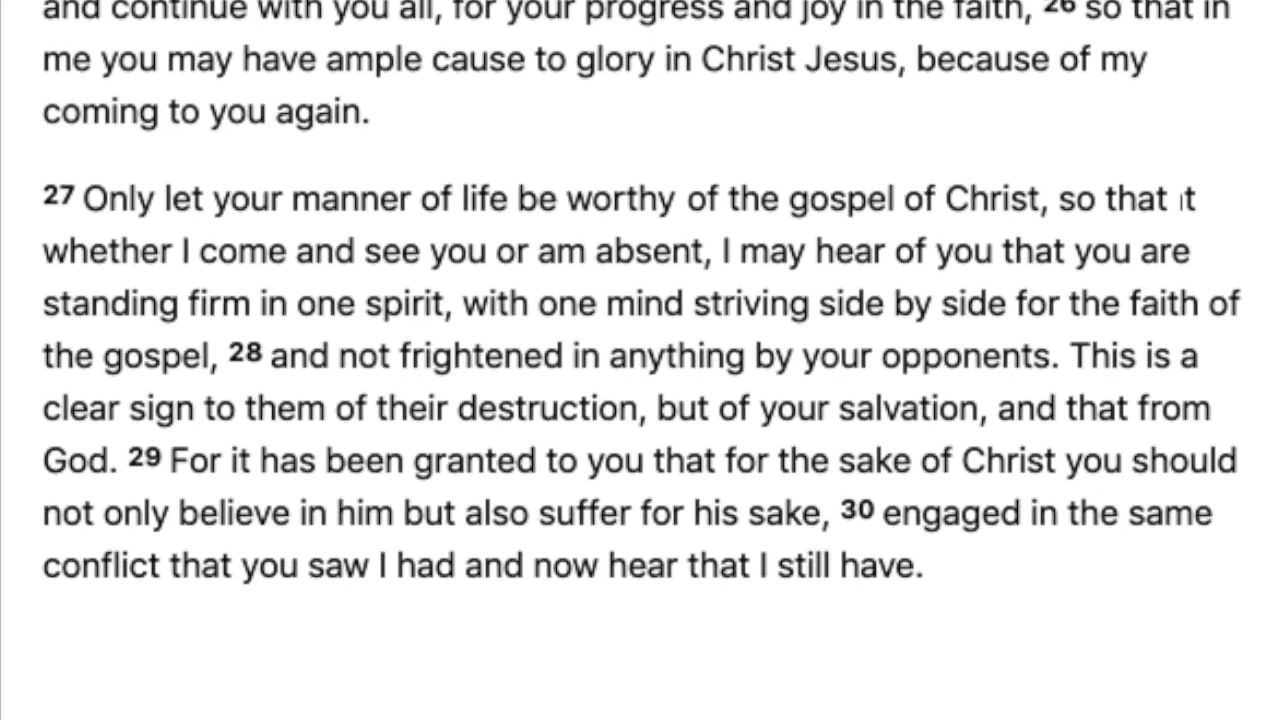 and continue with you all, for your progress and joy in the faith, 26 so that in
me you may have ample cause to glory in Christ Jesus, because of my
coming to you again.
27 Only let your manner of life be worthy of the gospel of Christ, so that ıt
whether I come and see you or am absent, I may hear of you that you are
standing firm in one spirit, with one mind striving side by side for the faith of
the gospel, 28 and not frightened in anything by your opponents. This is a
clear sign to them of their destruction, but of your salvation, and that from
God. 29 For it has been granted to you that for the sake of Christ you should
not only believe in him but also suffer for his sake, 30 engaged in the same
conflict that you saw I had and now hear that I still have.